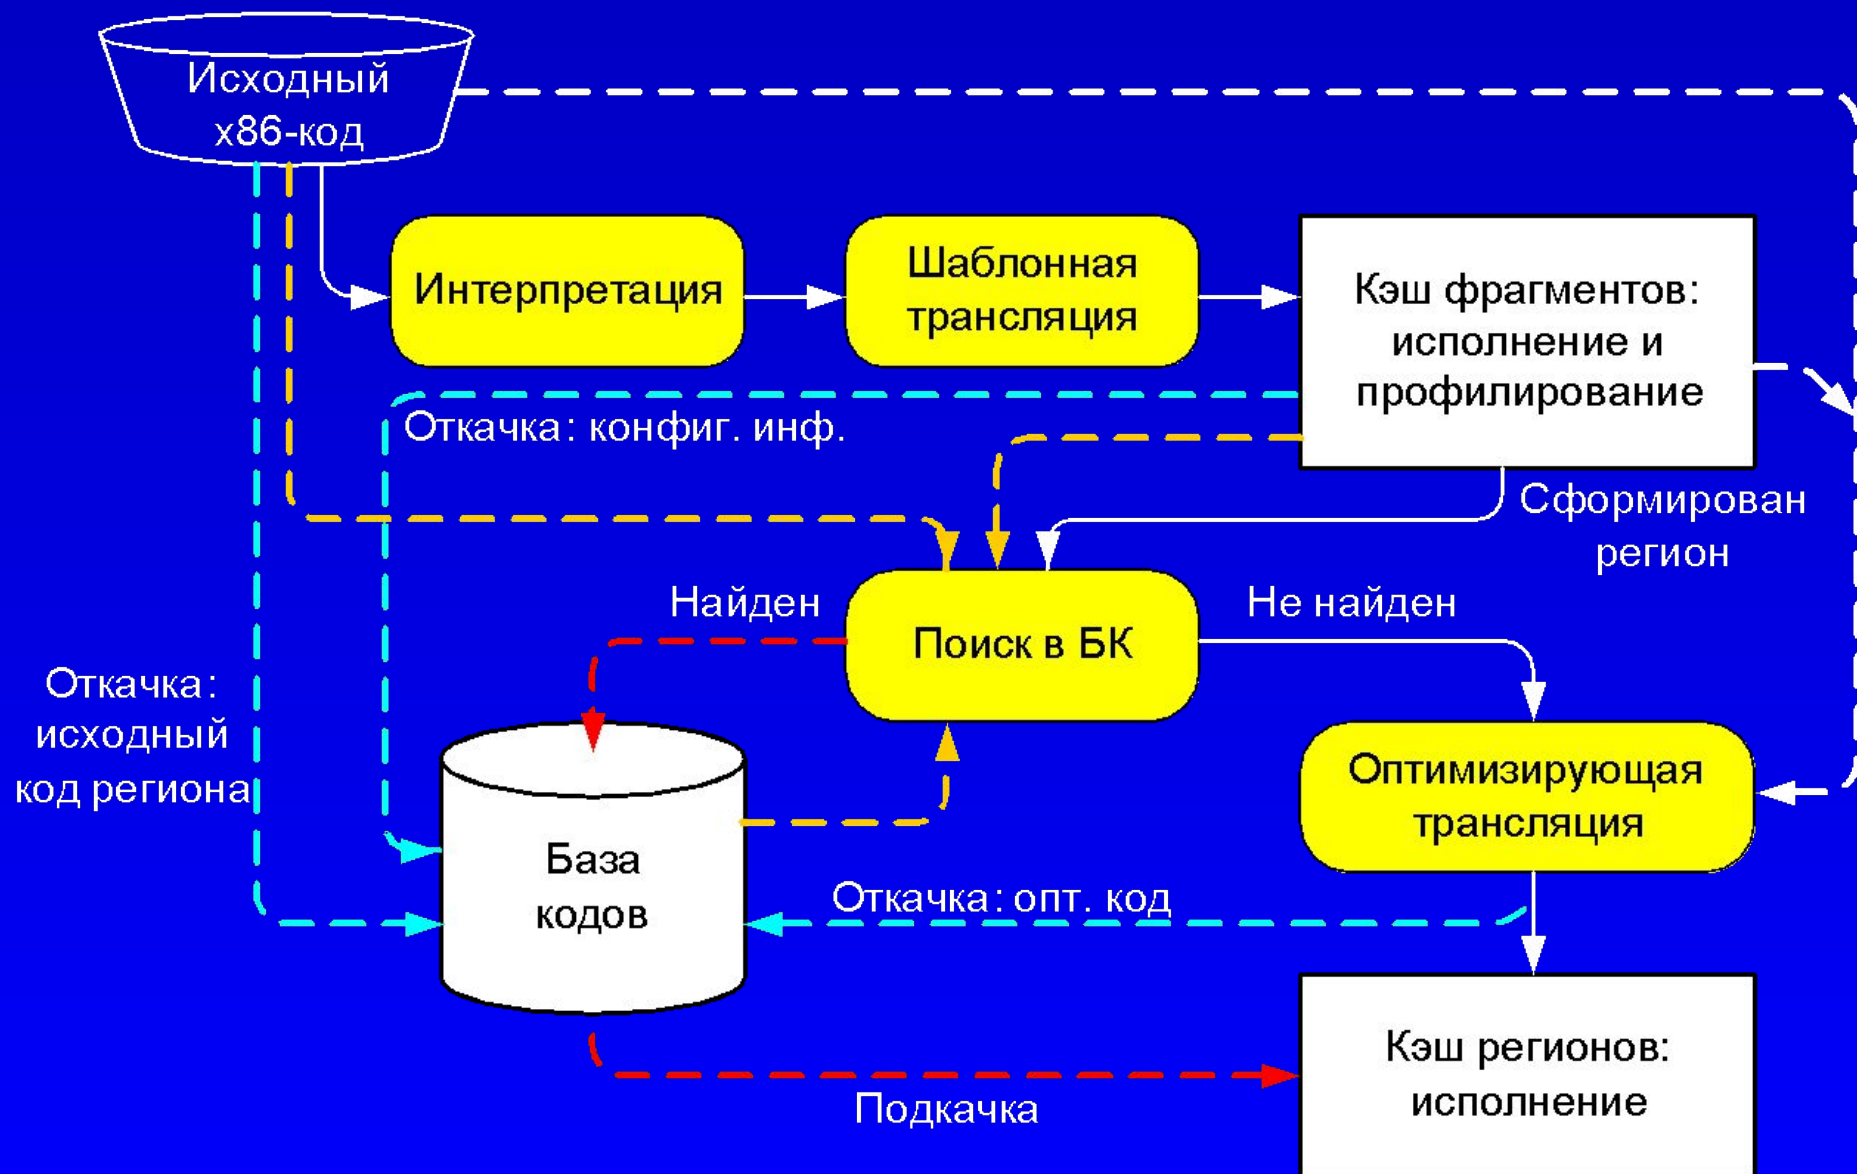 Исходный
x86-код
Интерпретация
Шаблонная
трансляция
Кэш фрагментов:
исполнение и
профилирование
Откачка: конфиг. инф.
Сформирован
регион
Найден
Не найден
Поиск в БК
Откачка:
исходный
код региона
Оптимизирующая
трансляция
База
кодов
Откачка: опт. код
Кэш регионов:
исполнение
Подкачка